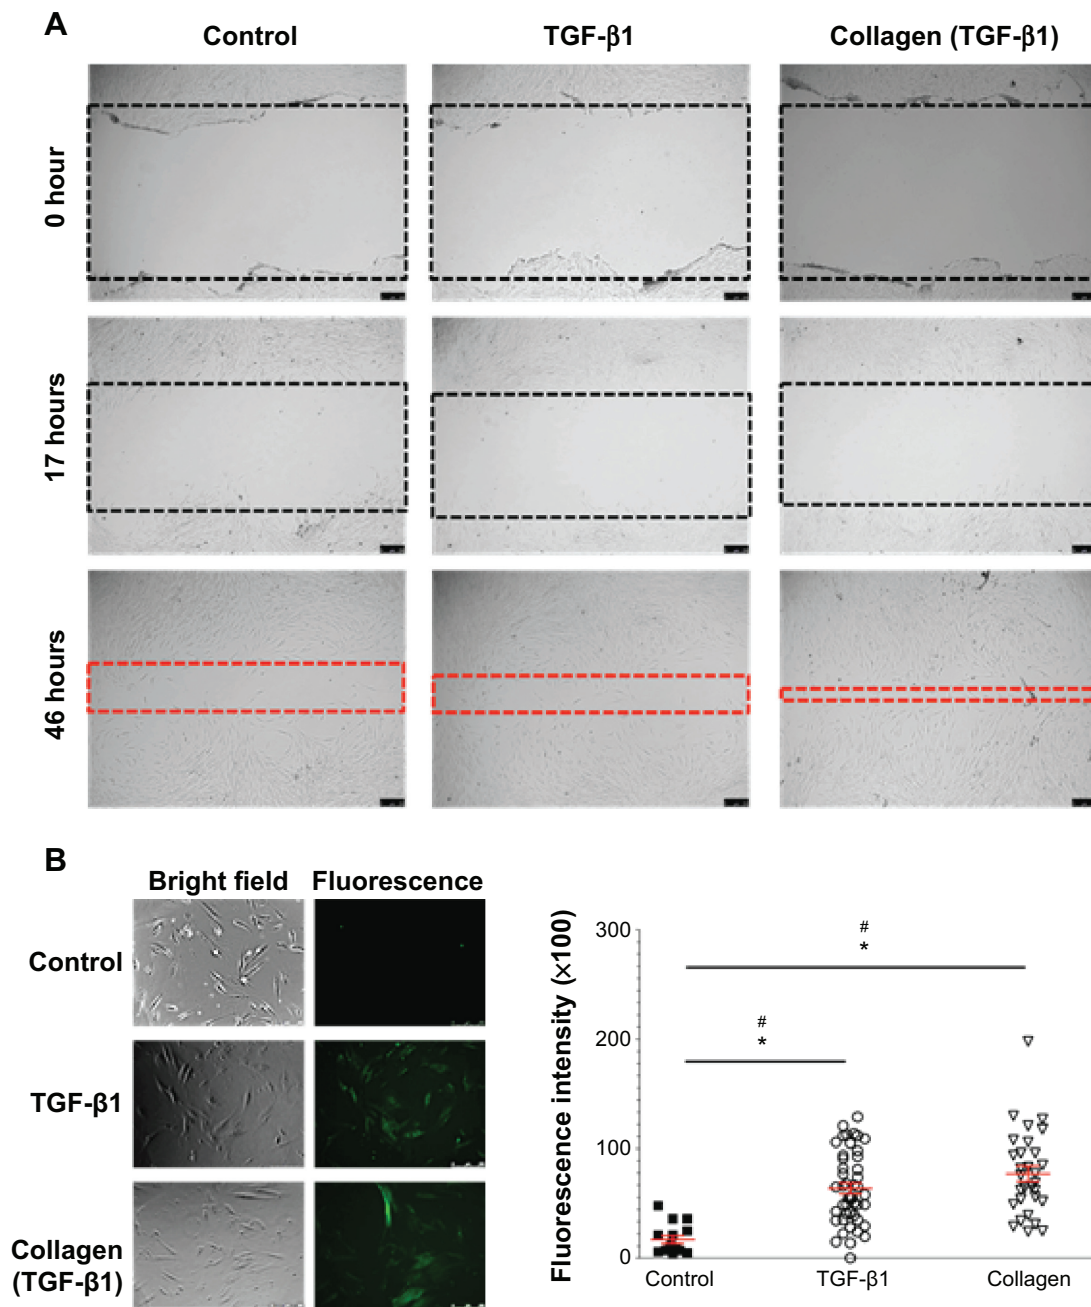 A
Control TGF-β1 Collagen (TGF-β1)
0 hour
17 hours
46 hours
B
Bright field Fluorescence
Control
TGF-β1
Collagen
(TGF-β1)
Fluorescence intensity (×100)
300
200
100
0
#
*
#
*
Control TGF-β1 Collagen